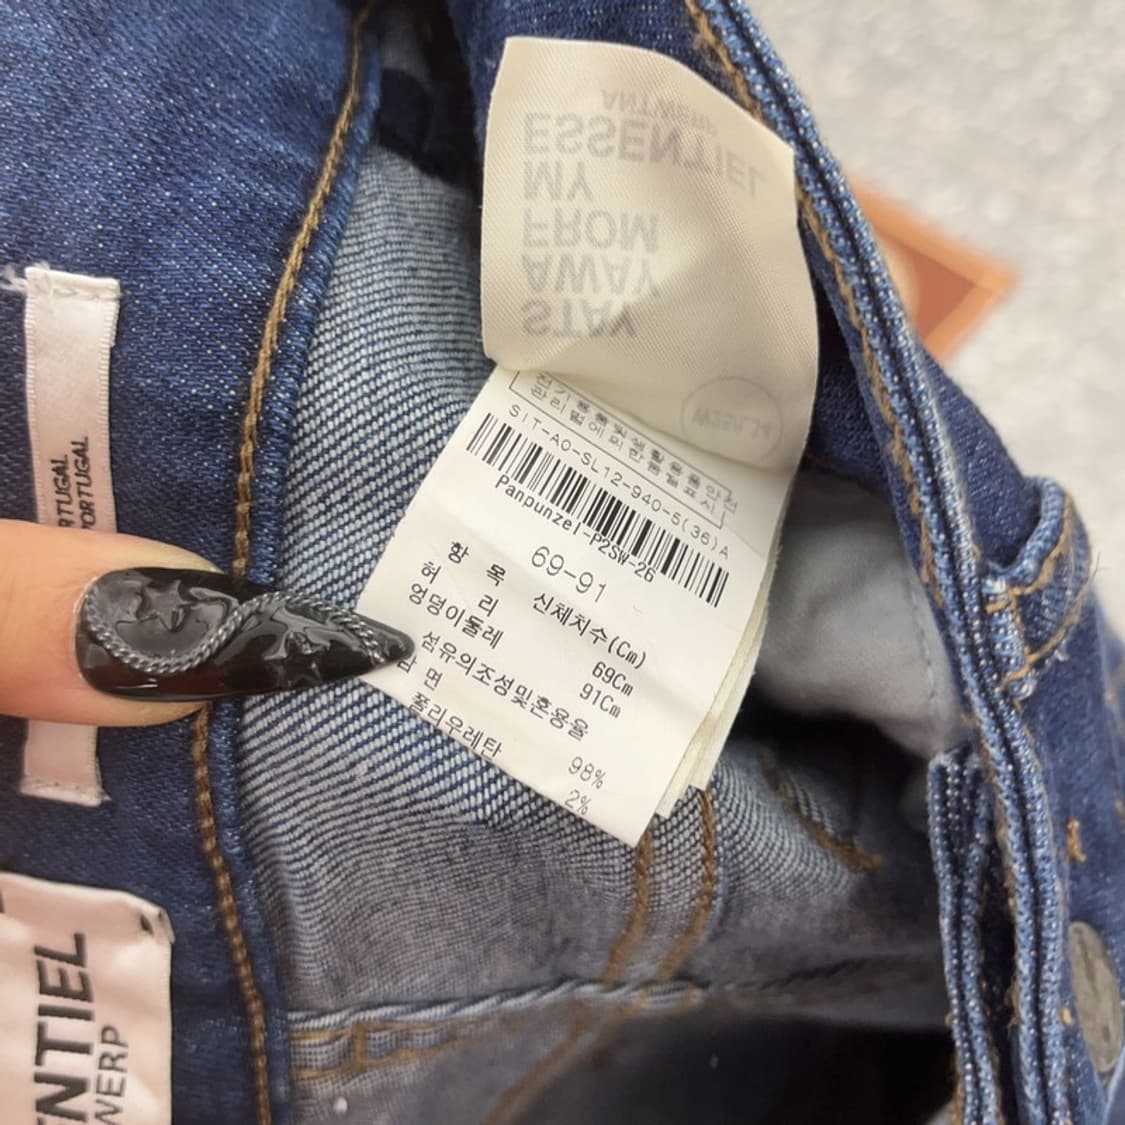 ANTWERP
ESSENTIEL
MY
FROM
AWAY
STAY
SIT-A0-SL12-940-5(36)A
Panpunzel-P2SW-26
69-91
항 목 신체치수(Cm)
허 리 69Cm
엉덩이둘레 91Cm
섬유의조성및혼용율
면 98%
폴리우레탄 2%
RTUGAL
PORTUGAL
NTIEL
WERP